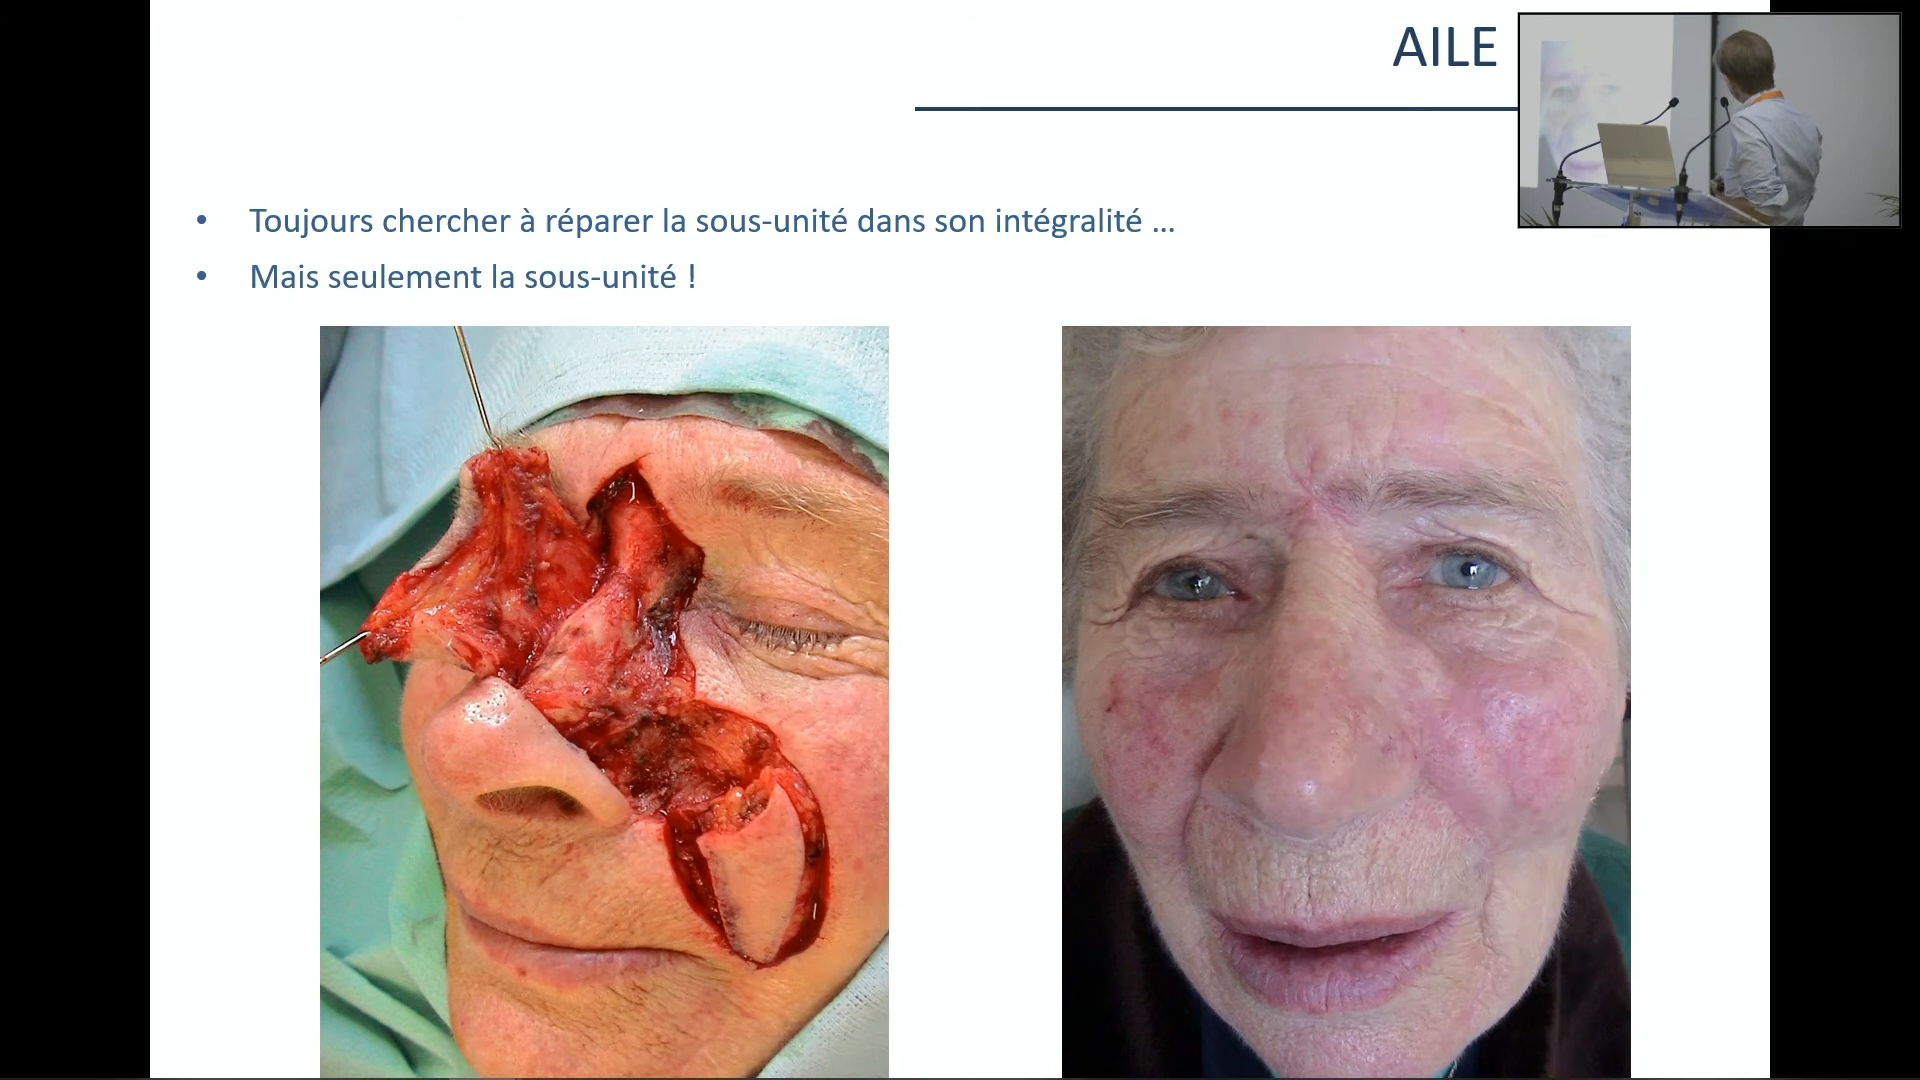 AILE
• Toujours chercher à réparer la sous-unité dans son intégralité ...
• Mais seulement la sous-unité !